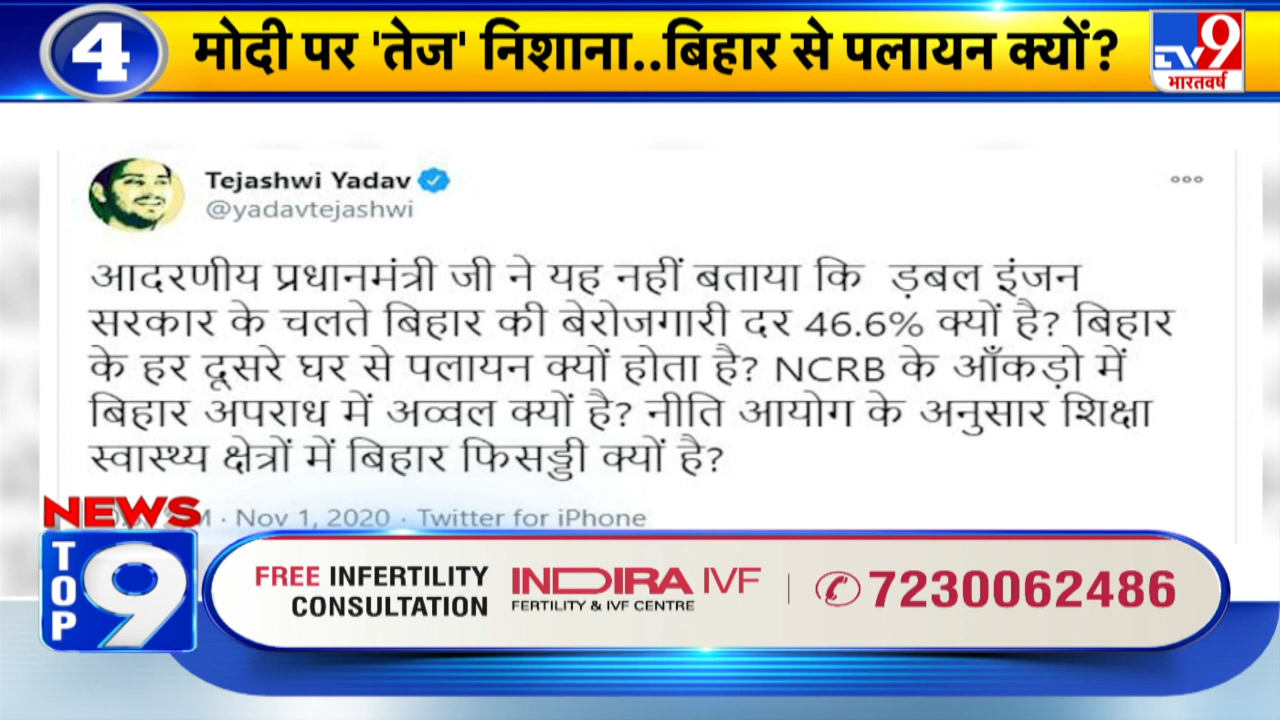 4
मोदी पर 'तेज' निशाना..बिहार से पलायन क्यों?
TV9
भारतवर्ष
Tejashwi Yadav
@yadavtejashwi
आदरणीय प्रधानमंत्री जी ने यह नहीं बताया कि ड़बल इंजन
सरकार के चलते बिहार की बेरोजगारी दर 46.6% क्यों है? बिहार
के हर दूसरे घर से पलायन क्यों होता है? NCRB के आँकड़ो में
बिहार अपराध में अव्वल क्यों है? नीति आयोग के अनुसार शिक्षा
स्वास्थ्य क्षेत्रों में बिहार फिसड्डी क्यों है?
· Nov 1, 2020 · Twitter for iPhone
NEWS
TOP
9
FREE INFERTILITY
CONSULTATION
INDIRA IVF
FERTILITY & IVF CENTRE
7230062486